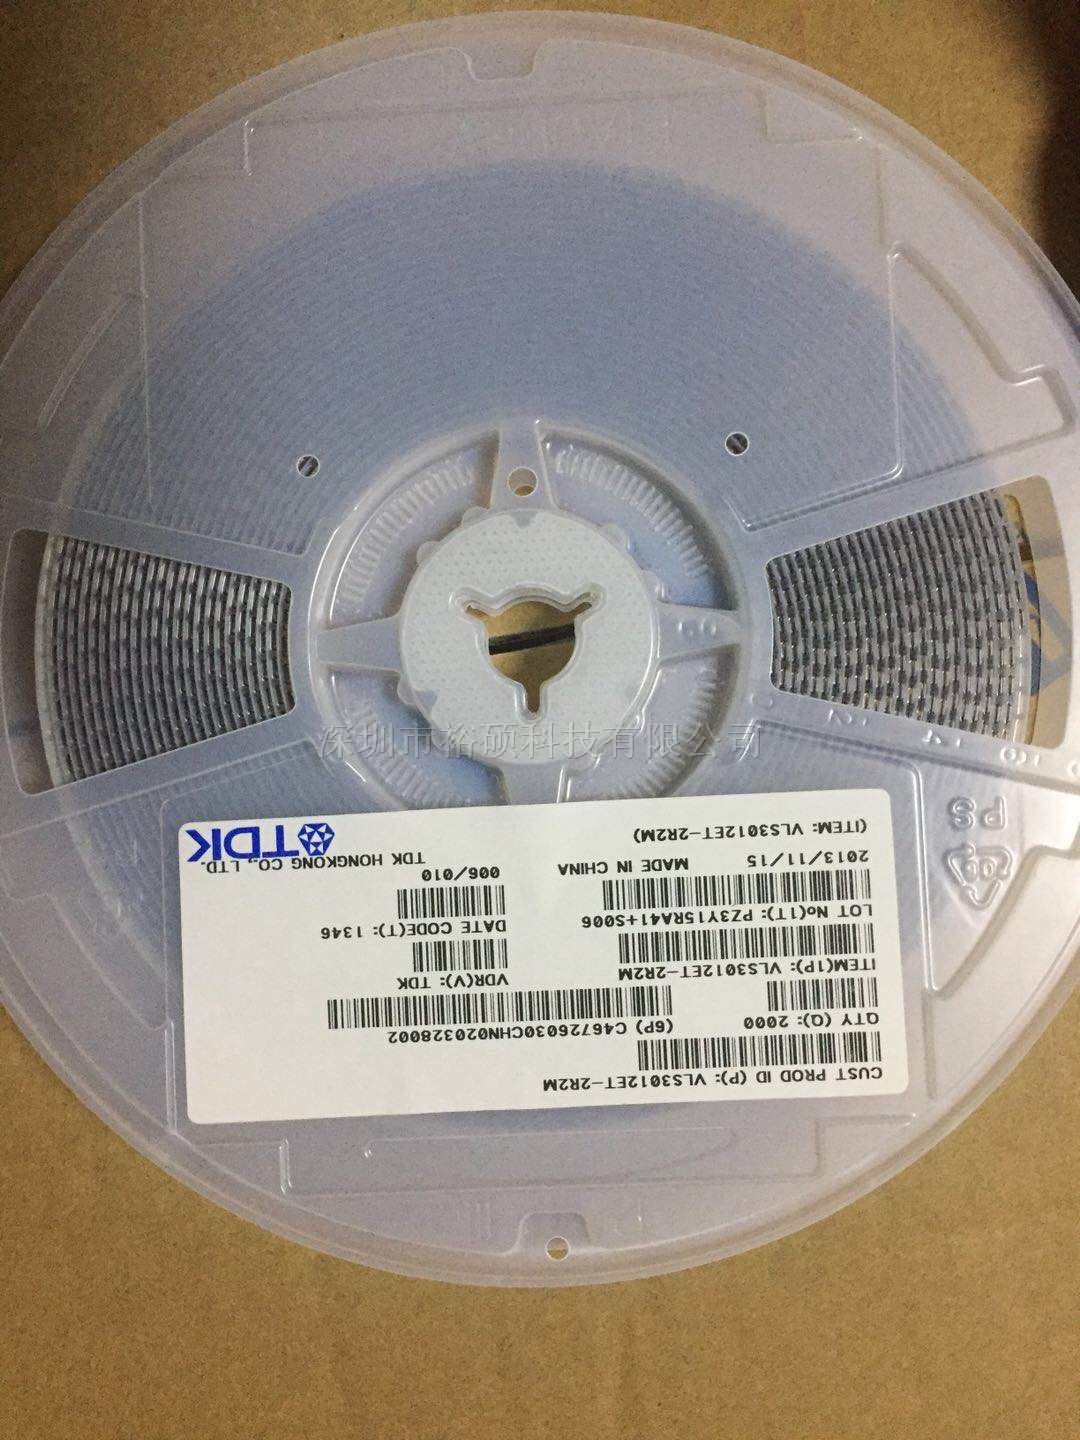 CUST PROD ID (P): VLS3012ET-2R2M
(6P) C46726030CHN020328002
QTY (Q): 2000
VDR(V): TDK
ITEM(1P): VLS3012ET-2R2M
DATE CODE(T): 1346
LOT No(1T): PZ3Y15RA41+S006
006/010
2013/11/15 MADE IN CHINA
TDK HONGKONG CO., LTD.
(ITEM: VLS3012ET-2R2M)
TDK
深圳市裕硕科技有限公司
PS